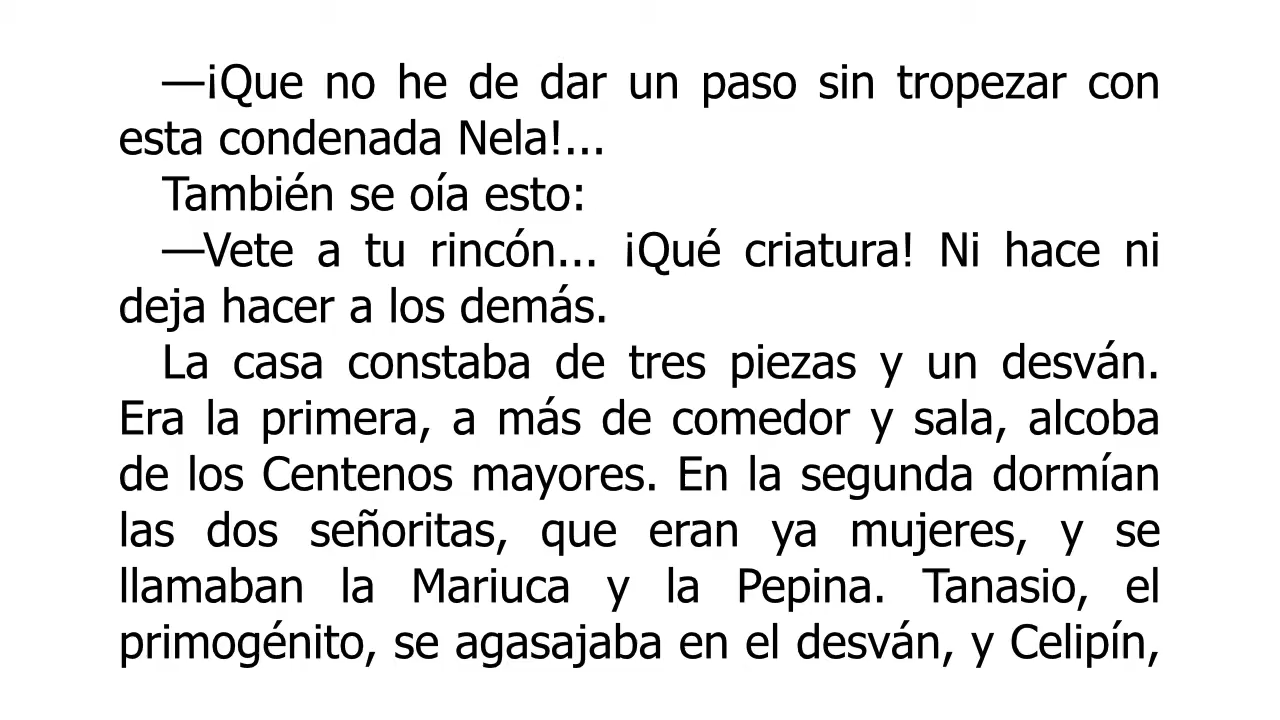 —¡Que no he de dar un paso sin tropezar con
esta condenada Nela!...
También se oía esto:
—Vete a tu rincón... ¡Qué criatura! Ni hace ni
deja hacer a los demás.
La casa constaba de tres piezas y un desván.
Era la primera, a más de comedor y sala, alcoba
de los Centenos mayores. En la segunda dormían
las dos señoritas, que eran ya mujeres, y se
llamaban la Mariuca y la Pepina. Tanasio, el
primogénito, se agasajaba en el desván, y Celipín,